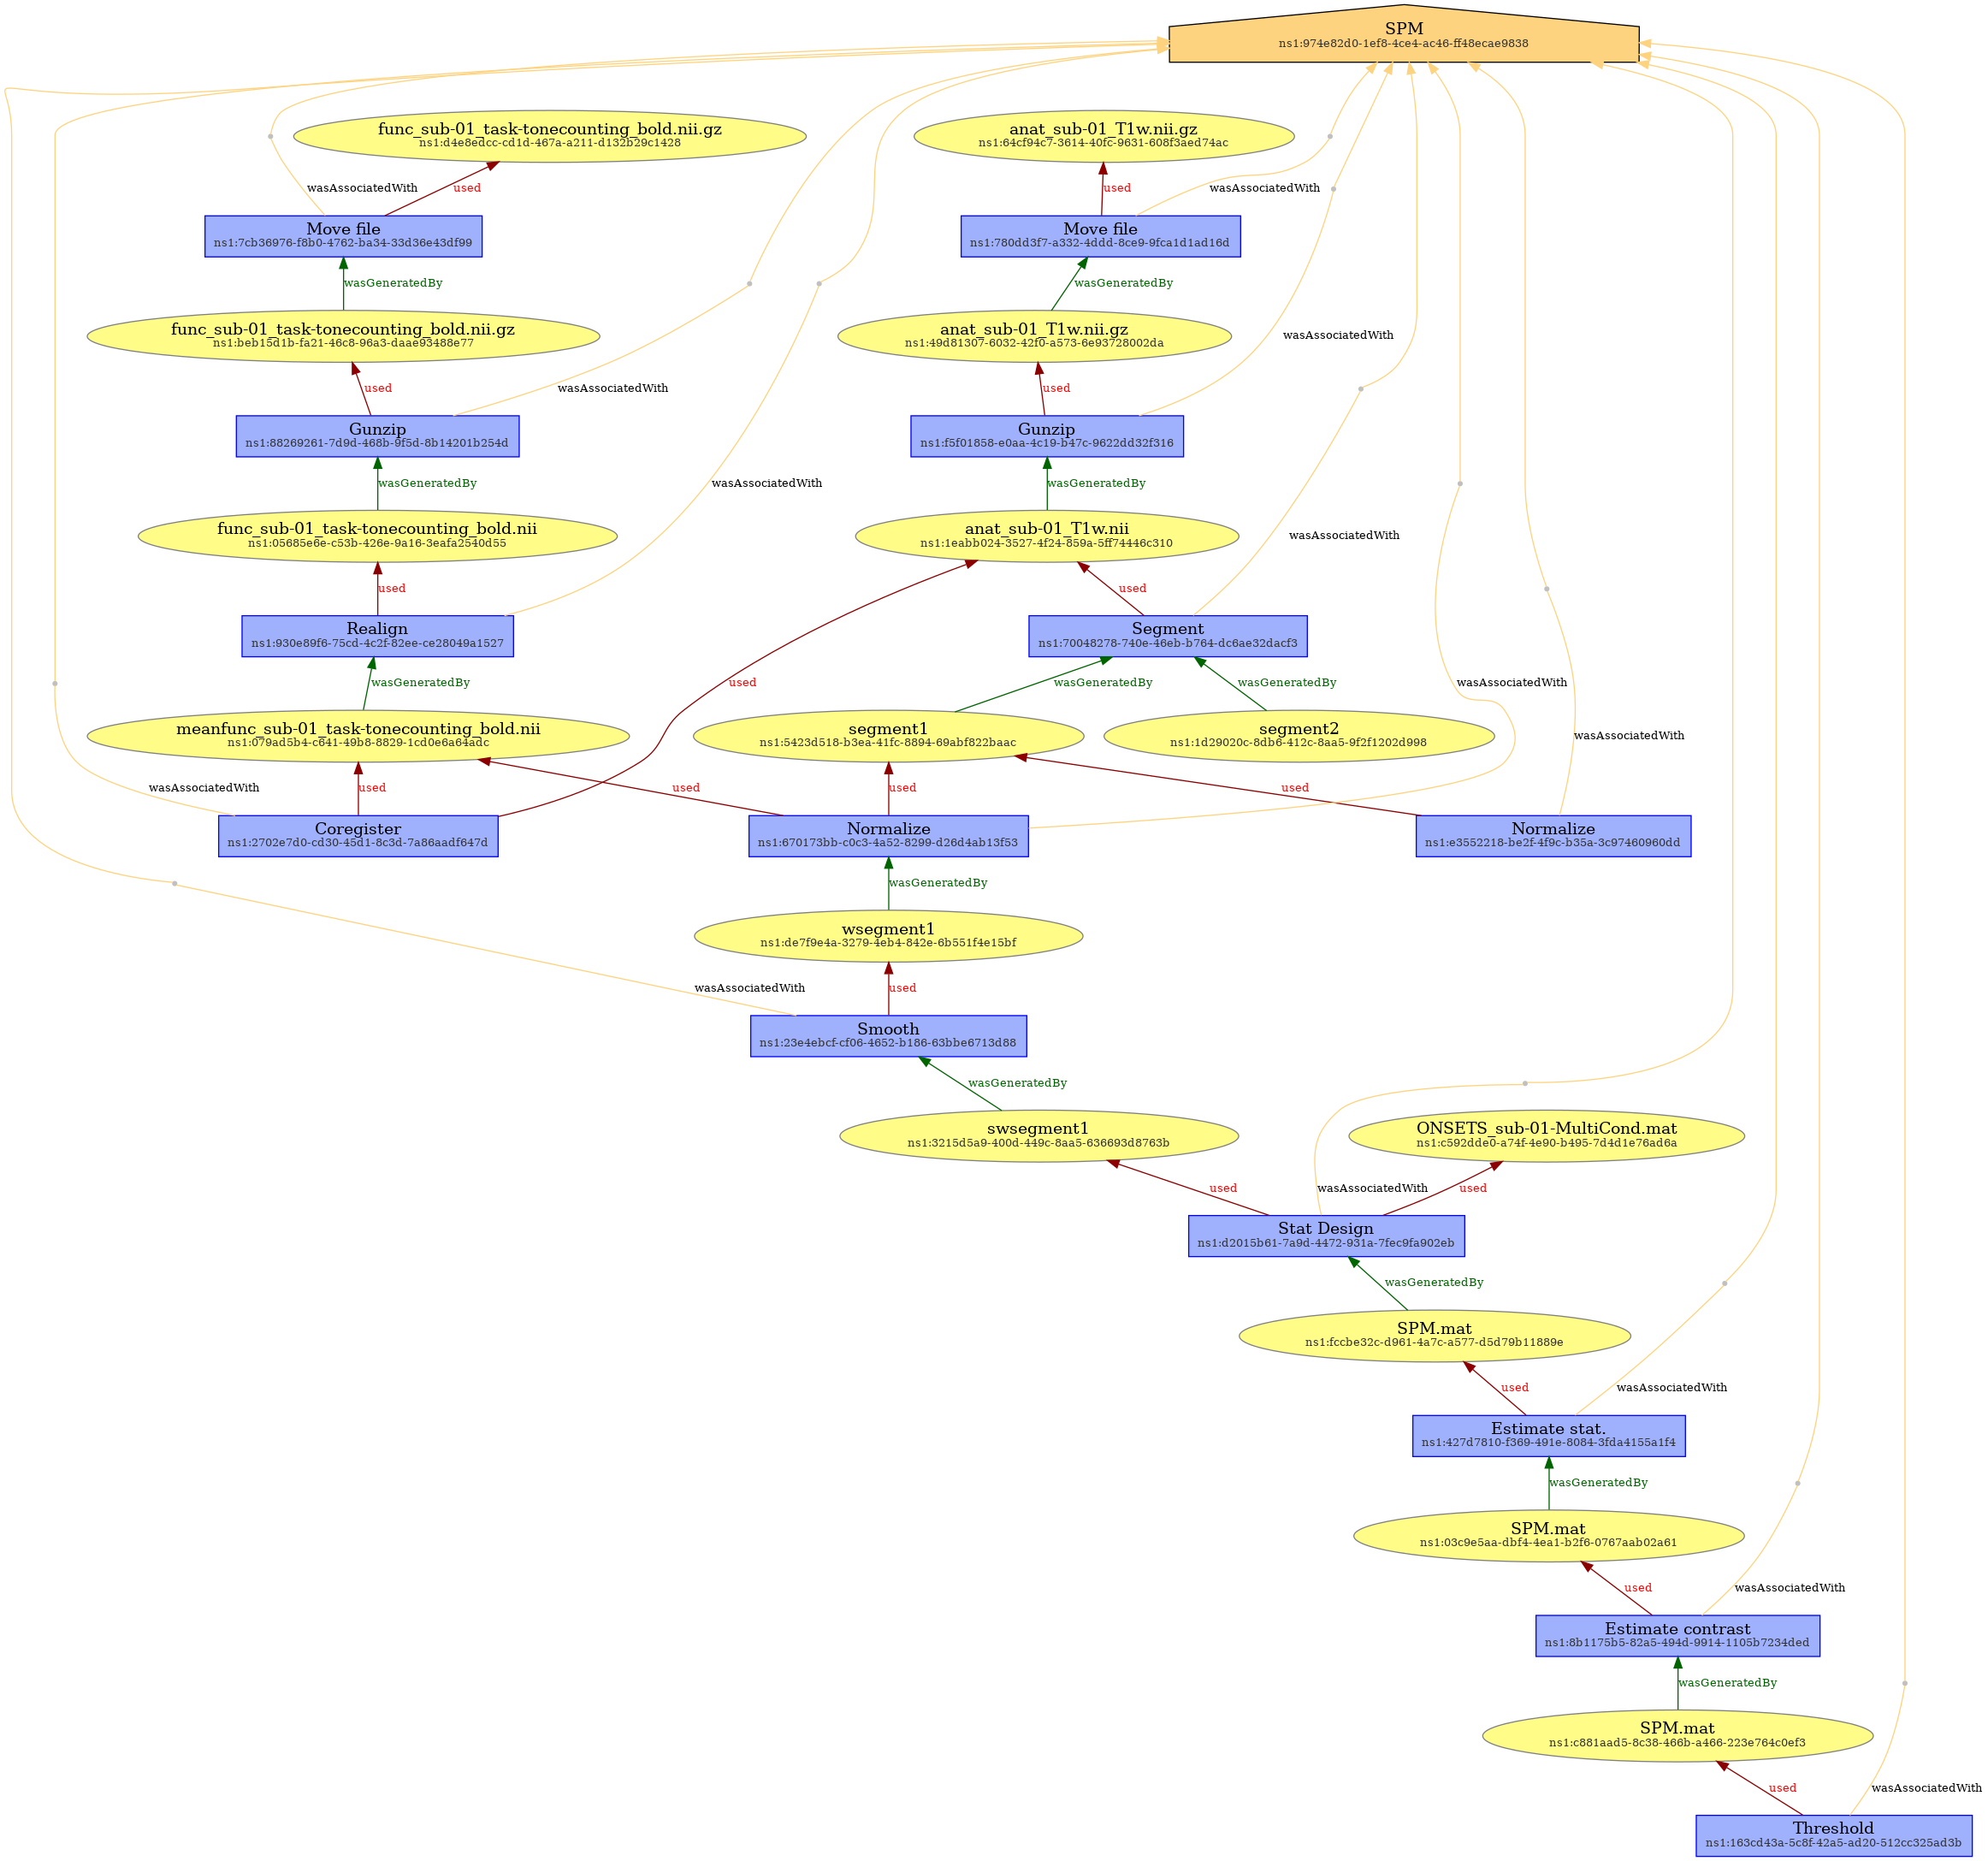 SPM
ns1:974e82d0-1ef8-4ce4-ac46-ff48ecae9838
func_sub-01_task-tonecounting_bold.nii.gz
ns1:d4e8edcc-cd1d-467a-a211-d132b29c1428
anat_sub-01_T1w.nii.gz
ns1:64cf94c7-3614-40fc-9631-608f3aed74ac
wasAssociatedWith
used
used
wasAssociatedWith
Move file
ns1:7cb36976-f8b0-4762-ba34-33d36e43df99
Move file
ns1:780dd3f7-a332-4ddd-8ce9-9fca1d1ad16d
wasGeneratedBy
wasGeneratedBy
func_sub-01_task-tonecounting_bold.nii.gz
ns1:beb15d1b-fa21-46c8-96a3-daae93488e77
anat_sub-01_T1w.nii.gz
ns1:49d81307-6032-42f0-a573-6e93728002da
wasAssociatedWith
used
wasAssociatedWith
used
Gunzip
ns1:88269261-7d9d-468b-9f5d-8b14201b254d
Gunzip
ns1:f5f01858-e0aa-4c19-b47c-9622dd32f316
wasGeneratedBy
wasAssociatedWith
wasGeneratedBy
func_sub-01_task-tonecounting_bold.nii
ns1:05685e6e-c53b-426e-9a16-3eafa2540d55
anat_sub-01_T1w.nii
ns1:1eabb024-3527-4f24-859a-5ff74446c310
wasAssociatedWith
used
used
Realign
ns1:930e89f6-75cd-4c2f-82ee-ce28049a1527
Segment
ns1:70048278-740e-46eb-b764-dc6ae32dacf3
wasGeneratedBy
used
wasGeneratedBy
wasGeneratedBy
wasAssociatedWith
meanfunc_sub-01_task-tonecounting_bold.nii
ns1:079ad5b4-c641-49b8-8829-1cd0e6a64adc
segment1
ns1:5423d518-b3ea-41fc-8894-69abf822baac
segment2
ns1:1d29020c-8db6-412c-8aa5-9f2f1202d998
wasAssociatedWith
wasAssociatedWith
used
used
used
used
Coregister
ns1:2702e7d0-cd30-45d1-8c3d-7a86aadf647d
Normalize
ns1:670173bb-c0c3-4a52-8299-d26d4ab13f53
Normalize
ns1:e3552218-be2f-4f9c-b35a-3c97460960dd
wasGeneratedBy
wsegment1
ns1:de7f9e4a-3279-4eb4-842e-6b551f4e15bf
wasAssociatedWith
used
Smooth
ns1:23e4ebcf-cf06-4652-b186-63bbe6713d88
wasGeneratedBy
swsegment1
ns1:3215d5a9-400d-449c-8aa5-636693d8763b
ONSETS_sub-01-MultiCond.mat
ns1:c592dde0-a74f-4e90-b495-7d4d1e76ad6a
used
wasAssociatedWith
used
Stat Design
ns1:d2015b61-7a9d-4472-931a-7fec9fa902eb
wasGeneratedBy
SPM.mat
ns1:fccbe32c-d961-4a7c-a577-d5d79b11889e
used
wasAssociatedWith
Estimate stat.
ns1:427d7810-f369-491e-8084-3fda4155a1f4
wasGeneratedBy
SPM.mat
ns1:03c9e5aa-dbf4-4ea1-b2f6-0767aab02a61
used
wasAssociatedWith
Estimate contrast
ns1:8b1175b5-82a5-494d-9914-1105b7234ded
wasGeneratedBy
SPM.mat
ns1:c881aad5-8c38-466b-a466-223e764c0ef3
used
wasAssociatedWith
Threshold
ns1:163cd43a-5c8f-42a5-ad20-512cc325ad3b